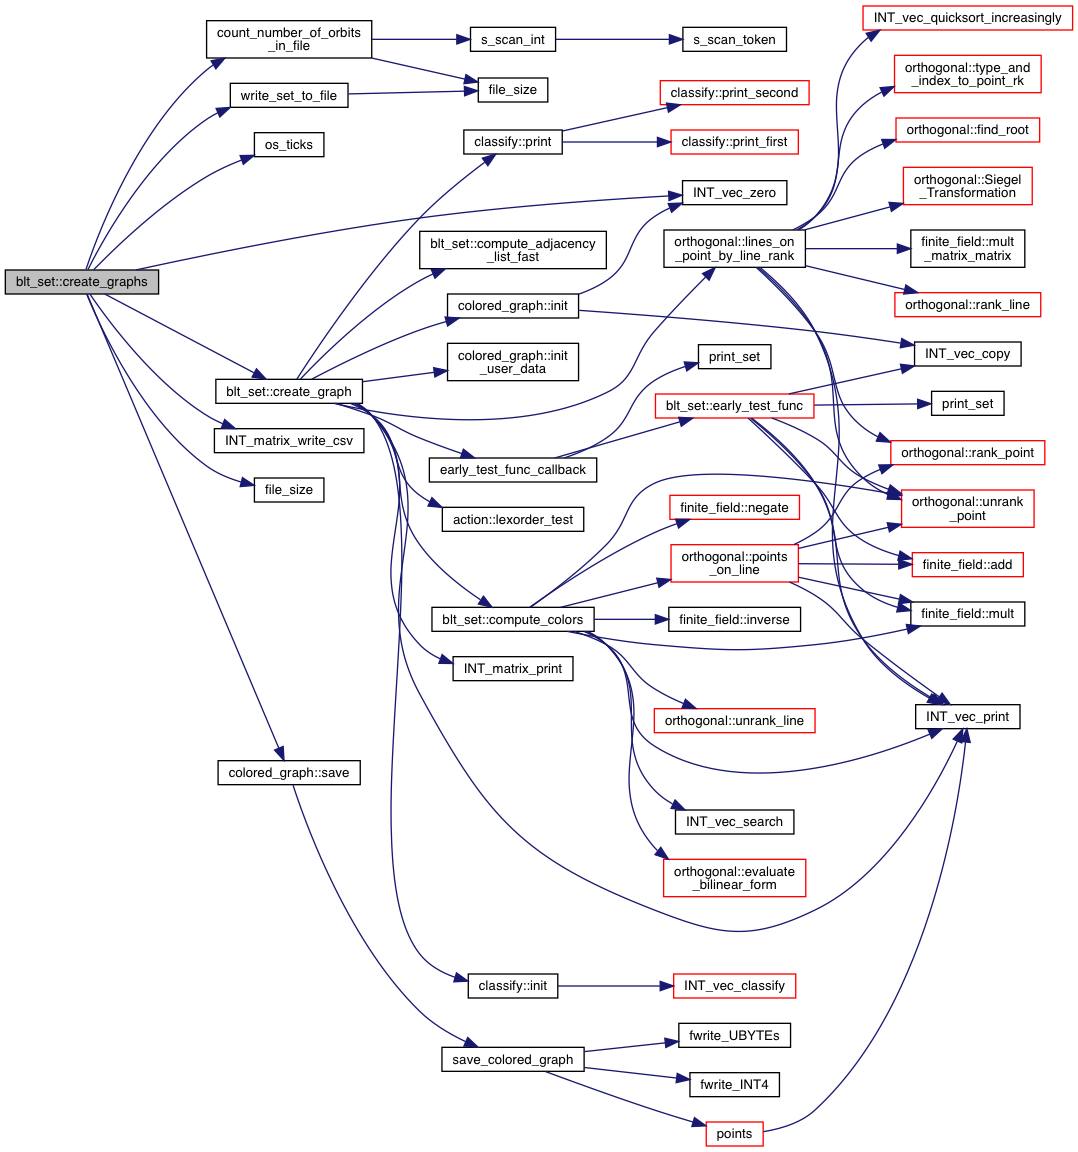 blt_set::create_graphs
count_number_of_orbits
_in_file
write_set_to_file
os_ticks
blt_set::create_graph
INT_matrix_write_csv
file_size
colored_graph::save
s_scan_int
file_size
classify::print
blt_set::compute_adjacency
_list_fast
colored_graph::init
colored_graph::init
_user_data
early_test_func_callback
action::lexorder_test
blt_set::compute_colors
INT_matrix_print
classify::init
save_colored_graph
s_scan_token
classify::print_second
classify::print_first
INT_vec_zero
orthogonal::lines_on
_point_by_line_rank
print_set
blt_set::early_test_func
finite_field::negate
orthogonal::points
_on_line
finite_field::inverse
orthogonal::unrank_line
INT_vec_search
orthogonal::evaluate
_bilinear_form
INT_vec_classify
fwrite_UBYTEs
fwrite_INT4
points
INT_vec_quicksort_increasingly
orthogonal::type_and
_index_to_point_rk
orthogonal::find_root
orthogonal::Siegel
_Transformation
finite_field::mult
_matrix_matrix
orthogonal::rank_line
INT_vec_copy
print_set
orthogonal::rank_point
orthogonal::unrank
_point
finite_field::add
finite_field::mult
INT_vec_print